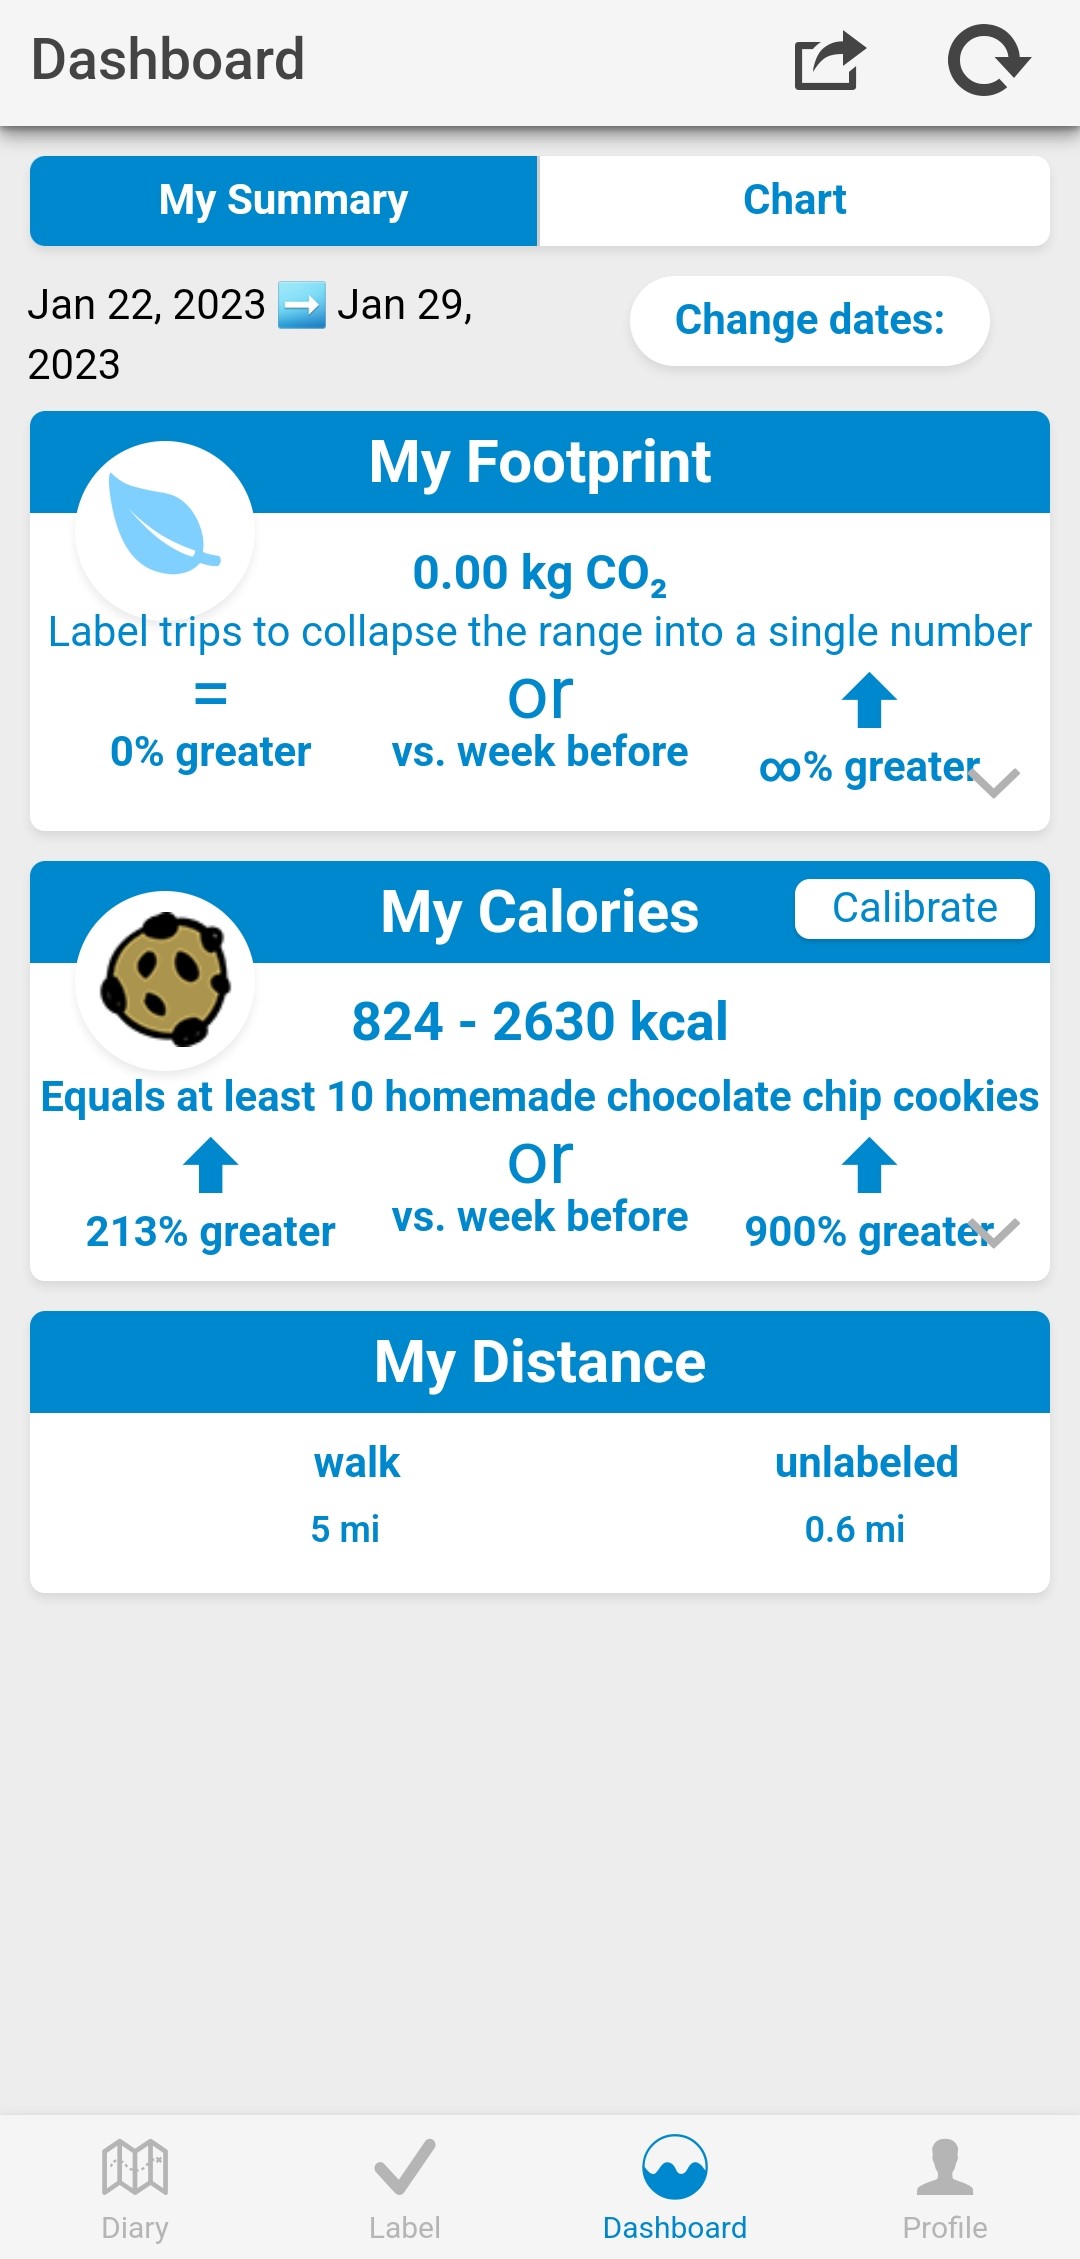 Dashboard
My Summary
Chart
Jan 22, 2023 ➡️ Jan 29,
2023
Change dates:
My Footprint
0.00 kg CO₂
Label trips to collapse the range into a single number
= or
0% greater vs. week before ∞% greater
My Calories
Calibrate
824 - 2630 kcal
Equals at least 10 homemade chocolate chip cookies
or
213% greater vs. week before 900% greater
My Distance
walk unlabeled
5 mi 0.6 mi
Diary Label Dashboard Profile